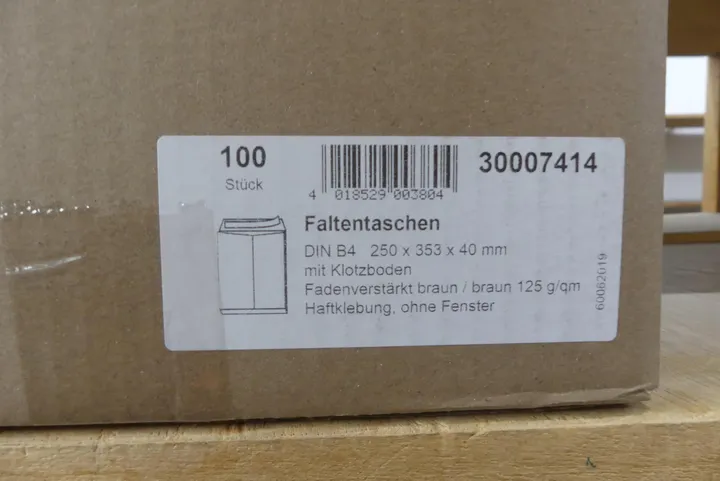 100
Stück
4 018529 003804
30007414
Faltentaschen
DIN B4 250 x 353 x 40 mm
mit Klotzboden
Fadenverstärkt braun / braun 125 g/qm
Haftklebung, ohne Fenster
60062019